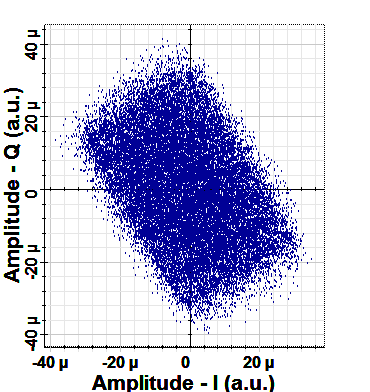 Amplitude - Q (a.u.)
40 µ
20 µ
0
-20 µ
-40 µ
-40 µ -20 µ 0 20 µ
Amplitude - I (a.u.)